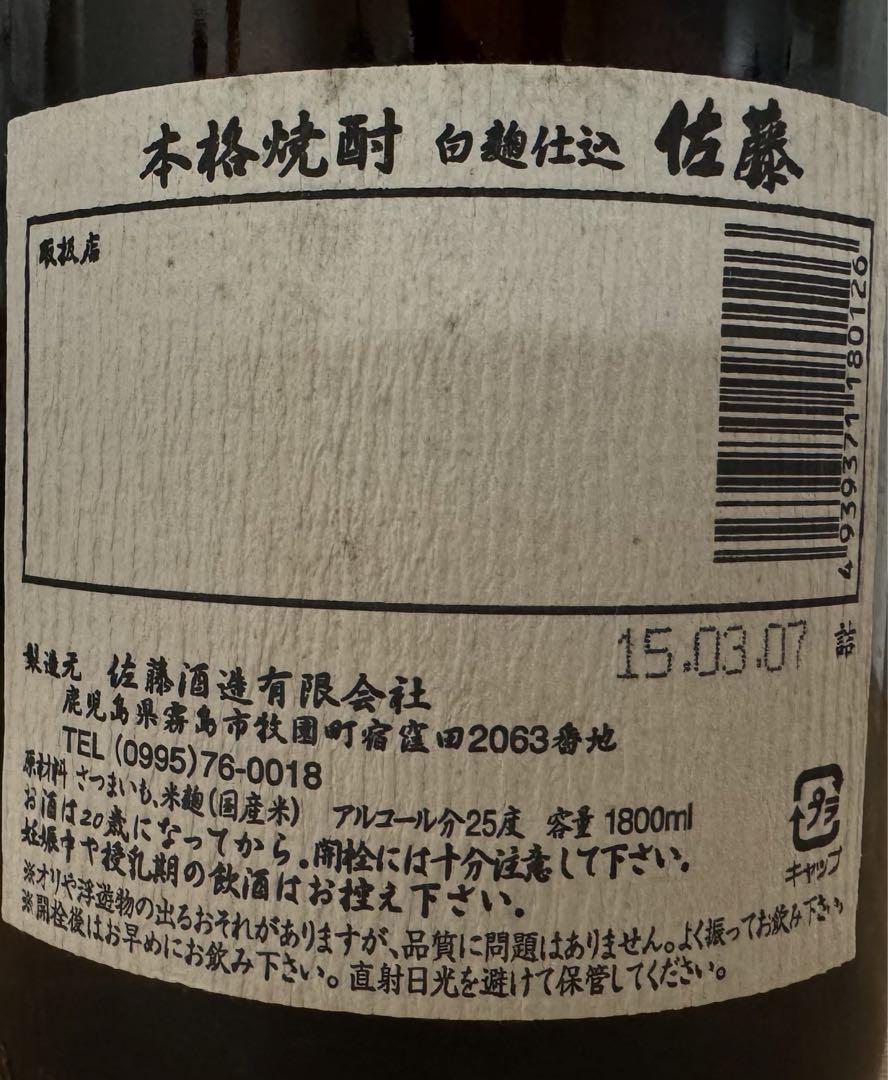 本格焼酎 白麹仕込 佐藤
取扱店
4 939371 180126
15.03.07 詰
製造元 佐藤酒造有限会社
鹿児島県霧島市牧園町宿窪田2063番地
TEL (0995)76-0018
原材料 さつまいも、米麹(国産米) アルコール分25度 容量 1800ml
お酒は20歳になってから。開栓には十分注意して下さい。
妊娠中や授乳期の飲酒はお控え下さい。
※オリや浮遊物の出るおそれがありますが、品質に問題はありません。よく振ってお飲み下さい。
※開栓後はお早めにお飲み下さい。直射日光を避けて保管してください。
プラ
キャップ